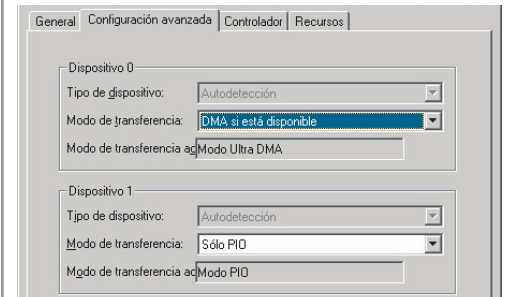 General Configuración avanzada Controlador Recursos
Dispositivo 0
Tipo de dispositivo: Autodetección
Modo de transferencia: DMA si está disponible
Modo de transferencia ac Modo Ultra DMA
Dispositivo 1
Tipo de dispositivo: Autodetección
Modo de transferencia: Sólo PIO
Modo de transferencia ac Modo PIO